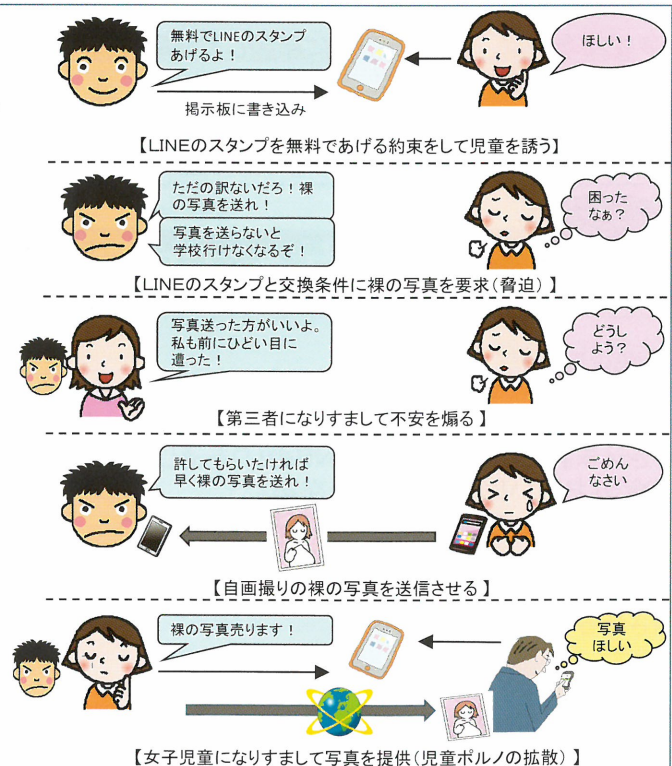 無料でLINEのスタンプ
あげるよ！
ほしい！
掲示板に書き込み
【LINEのスタンプを無料であげる約束をして児童を誘う】
ただの訳ないだろ！裸
の写真を送れ！
写真を送らないと
学校行けなくなるぞ！
困った
なぁ？
【LINEのスタンプと交換条件に裸の写真を要求（脅迫）】
写真送った方がいいよ。
私も前にひどい目に
遭った！
どうし
よう？
【第三者になりすまして不安を煽る】
許してもらいたければ
早く裸の写真を送れ！
ごめん
なさい
【自画撮りの裸の写真を送信させる】
裸の写真売ります！
写真
ほしい
【女子児童になりすまして写真を提供（児童ポルノの拡散）】